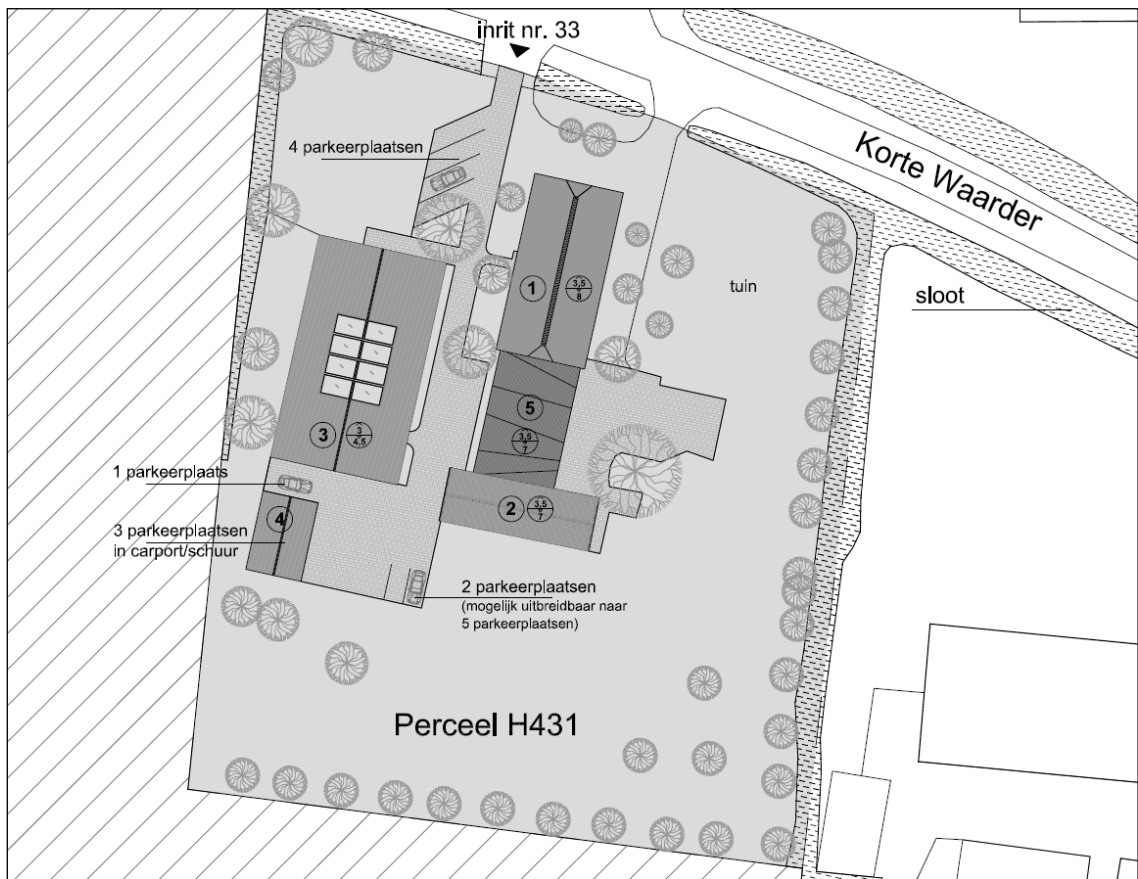 inrit nr. 33
4 parkeerplaatsen
Korte Waarder
1
3,5
8
tuin
sloot
5
3,5
7
3
3
4,5
1 parkeerplaats
2
3,5
7
4
3 parkeerplaatsen
in carport/schuur
2 parkeerplaatsen
(mogelijk uitbreidbaar naar
5 parkeerplaatsen)
Perceel H431